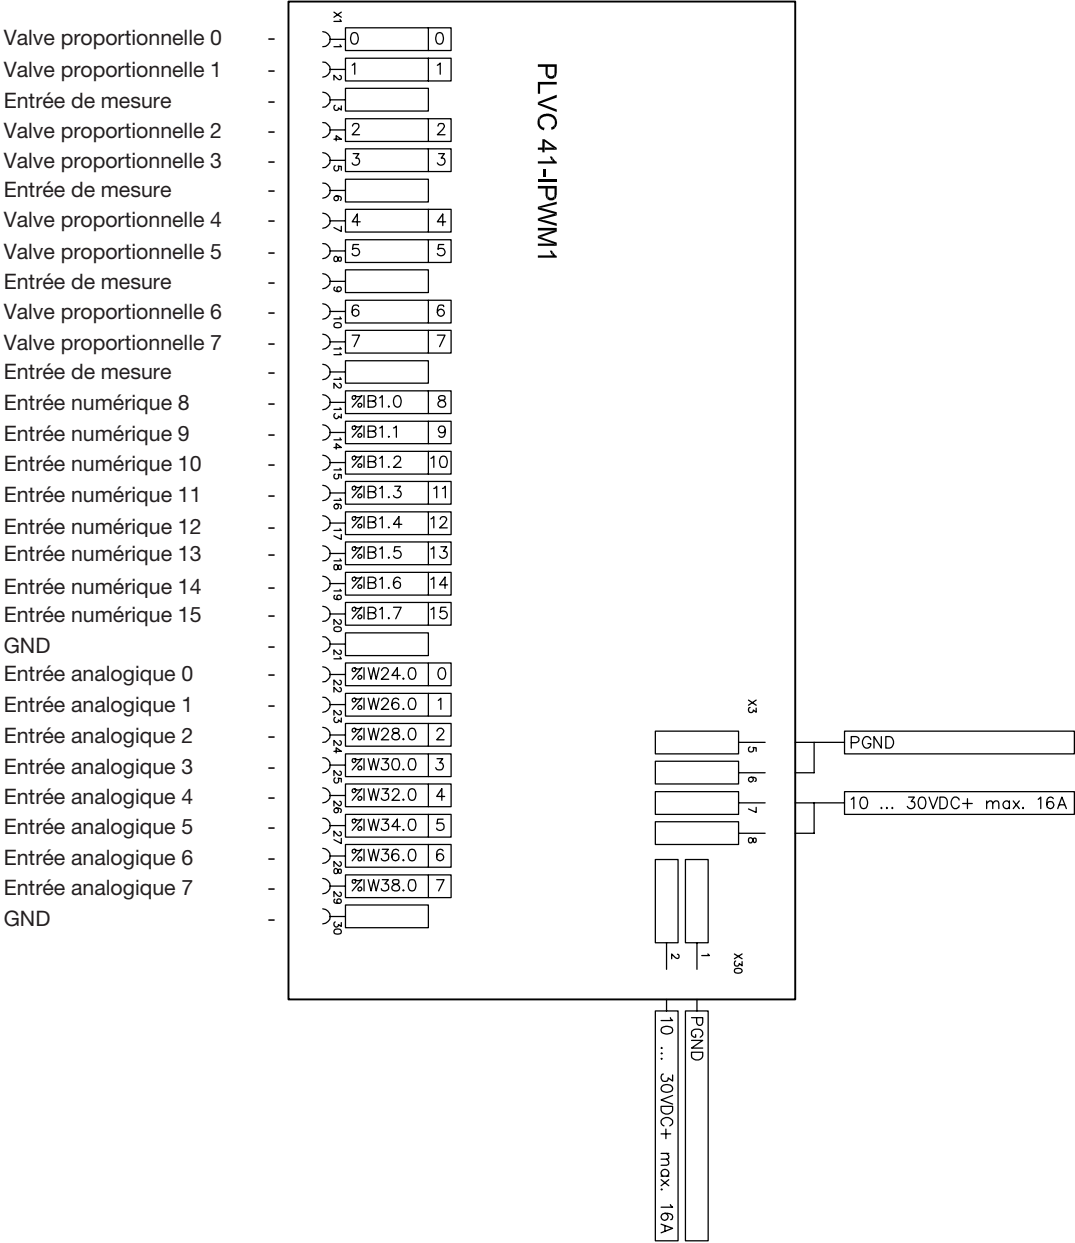 X1
Valve proportionnelle 0 - 1 0 0
Valve proportionnelle 1 - 2 1 1
Entrée de mesure - 3
Valve proportionnelle 2 - 4 2 2
Valve proportionnelle 3 - 5 3 3
Entrée de mesure - 6
Valve proportionnelle 4 - 7 4 4
Valve proportionnelle 5 - 8 5 5
Entrée de mesure - 9
Valve proportionnelle 6 - 10 6 6
Valve proportionnelle 7 - 11 7 7
Entrée de mesure - 12
Entrée numérique 8 - 13 %IB1.0 8
Entrée numérique 9 - 14 %IB1.1 9
Entrée numérique 10 - 15 %IB1.2 10
Entrée numérique 11 - 16 %IB1.3 11
Entrée numérique 12 - 17 %IB1.4 12
Entrée numérique 13 - 18 %IB1.5 13
Entrée numérique 14 - 19 %IB1.6 14
Entrée numérique 15 - 20 %IB1.7 15
GND - 21
Entrée analogique 0 - 22 %IW24.0 0
Entrée analogique 1 - 23 %IW26.0 1
Entrée analogique 2 - 24 %IW28.0 2
Entrée analogique 3 - 25 %IW30.0 3
Entrée analogique 4 - 26 %IW32.0 4
Entrée analogique 5 - 27 %IW34.0 5
Entrée analogique 6 - 28 %IW36.0 6
Entrée analogique 7 - 29 %IW38.0 7
GND - 30
PLVC 41-IPWM1
X3
5 PGND
6
7 10 ... 30VDC+ max. 16A
8
2 1 X30
10 ... 30VDC+ max. 16A
PGND